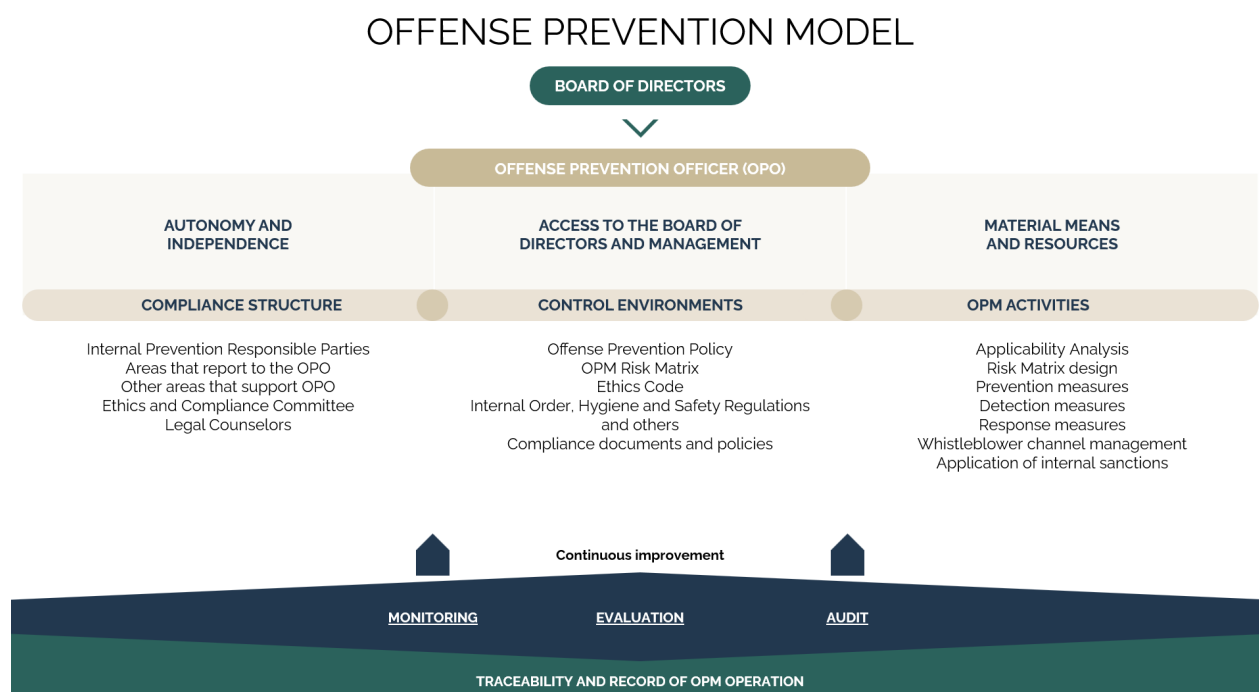 OFFENSE PREVENTION MODEL
BOARD OF DIRECTORS
OFFENSE PREVENTION OFFICER (OPO)
AUTONOMY AND
INDEPENDENCE
ACCESS TO THE BOARD OF
DIRECTORS AND MANAGEMENT
MATERIAL MEANS
AND RESOURCES
COMPLIANCE STRUCTURE
Internal Prevention Responsible Parties
Areas that report to the OPO
Other areas that support OPO
Ethics and Compliance Committee
Legal Counselors
CONTROL ENVIRONMENTS
Offense Prevention Policy
OPM Risk Matrix
Ethics Code
Internal Order, Hygiene and Safety Regulations
and others
Compliance documents and policies
OPM ACTIVITIES
Applicability Analysis
Risk Matrix design
Prevention measures
Detection measures
Response measures
Whistleblower channel management
Application of internal sanctions
Continuous improvement
MONITORING
EVALUATION
AUDIT
TRACEABILITY AND RECORD OF OPM OPERATION